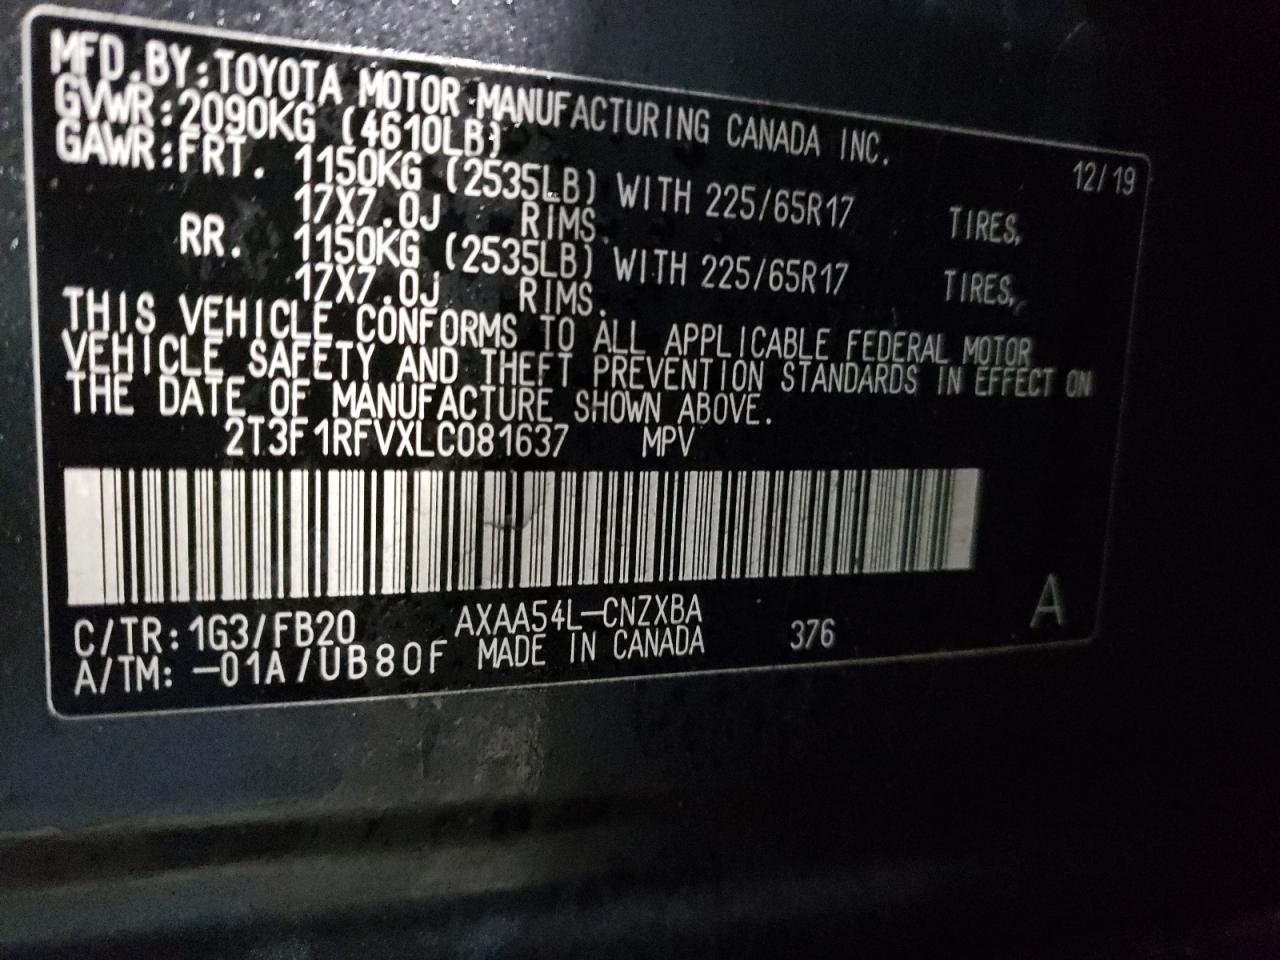 MFD.BY:TOYOTA MOTOR MANUFACTURING CANADA INC.
GVWR:2090KG (4610LB) 12/19
GAWR:FRT. 1150KG (2535LB) WITH 225/65R17 TIRES,
17X7.0J RIMS.
RR. 1150KG (2535LB) WITH 225/65R17 TIRES,
17X7.0J RIMS.
THIS VEHICLE CONFORMS TO ALL APPLICABLE FEDERAL MOTOR
VEHICLE SAFETY AND THEFT PREVENTION STANDARDS IN EFFECT ON
THE DATE OF MANUFACTURE SHOWN ABOVE.
2T3F1RFVXLC081637 MPV
C/TR:1G3/FB20 AXAA54L-CNZXBA
A/TM: -01A/UB80F MADE IN CANADA 376 A